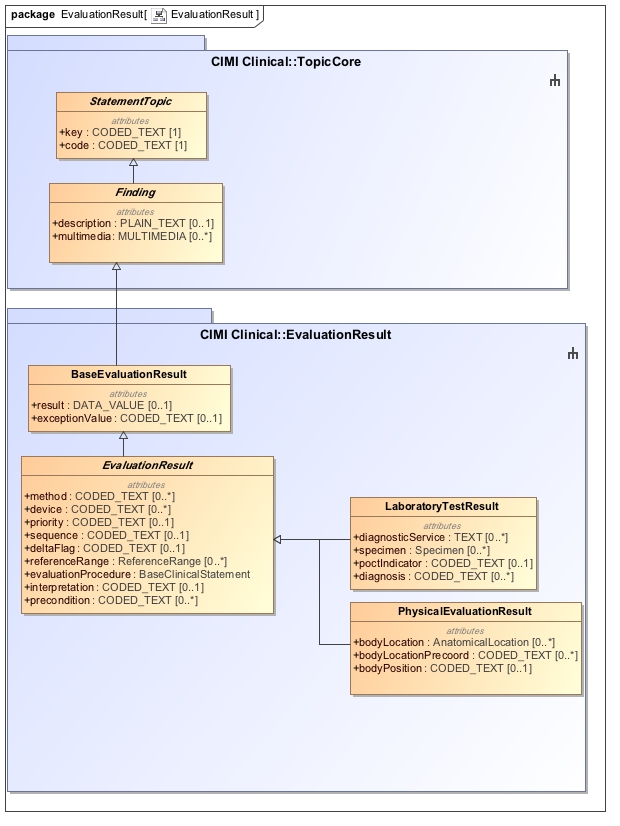 package EvaluationResult[ EvaluationResult ]
CIMI Clinical::TopicCore
StatementTopic
attributes
+key : CODED_TEXT [1]
+code : CODED_TEXT [1]
Finding
attributes
+description : PLAIN_TEXT [0..1]
+multimedia : MULTIMEDIA [0..*]
CIMI Clinical::EvaluationResult
BaseEvaluationResult
attributes
+result : DATA_VALUE [0..1]
+exceptionValue : CODED_TEXT [0..1]
EvaluationResult
attributes
+method : CODED_TEXT [0..*]
+device : CODED_TEXT [0..*]
+priority : CODED_TEXT [0..1]
+sequence : CODED_TEXT [0..1]
+deltaFlag : CODED_TEXT [0..1]
+referenceRange : ReferenceRange [0..*]
+evaluationProcedure : BaseClinicalStatement
+interpretation : CODED_TEXT [0..1]
+precondition : CODED_TEXT [0..*]
LaboratoryTestResult
attributes
+diagnosticService : TEXT [0..*]
+specimen : Specimen [0..*]
+poctIndicator : CODED_TEXT [0..1]
+diagnosis : CODED_TEXT [0..*]
PhysicalEvaluationResult
attributes
+bodyLocation : AnatomicalLocation [0..*]
+bodyLocationPrecoord : CODED_TEXT [0..*]
+bodyPosition : CODED_TEXT [0..1]